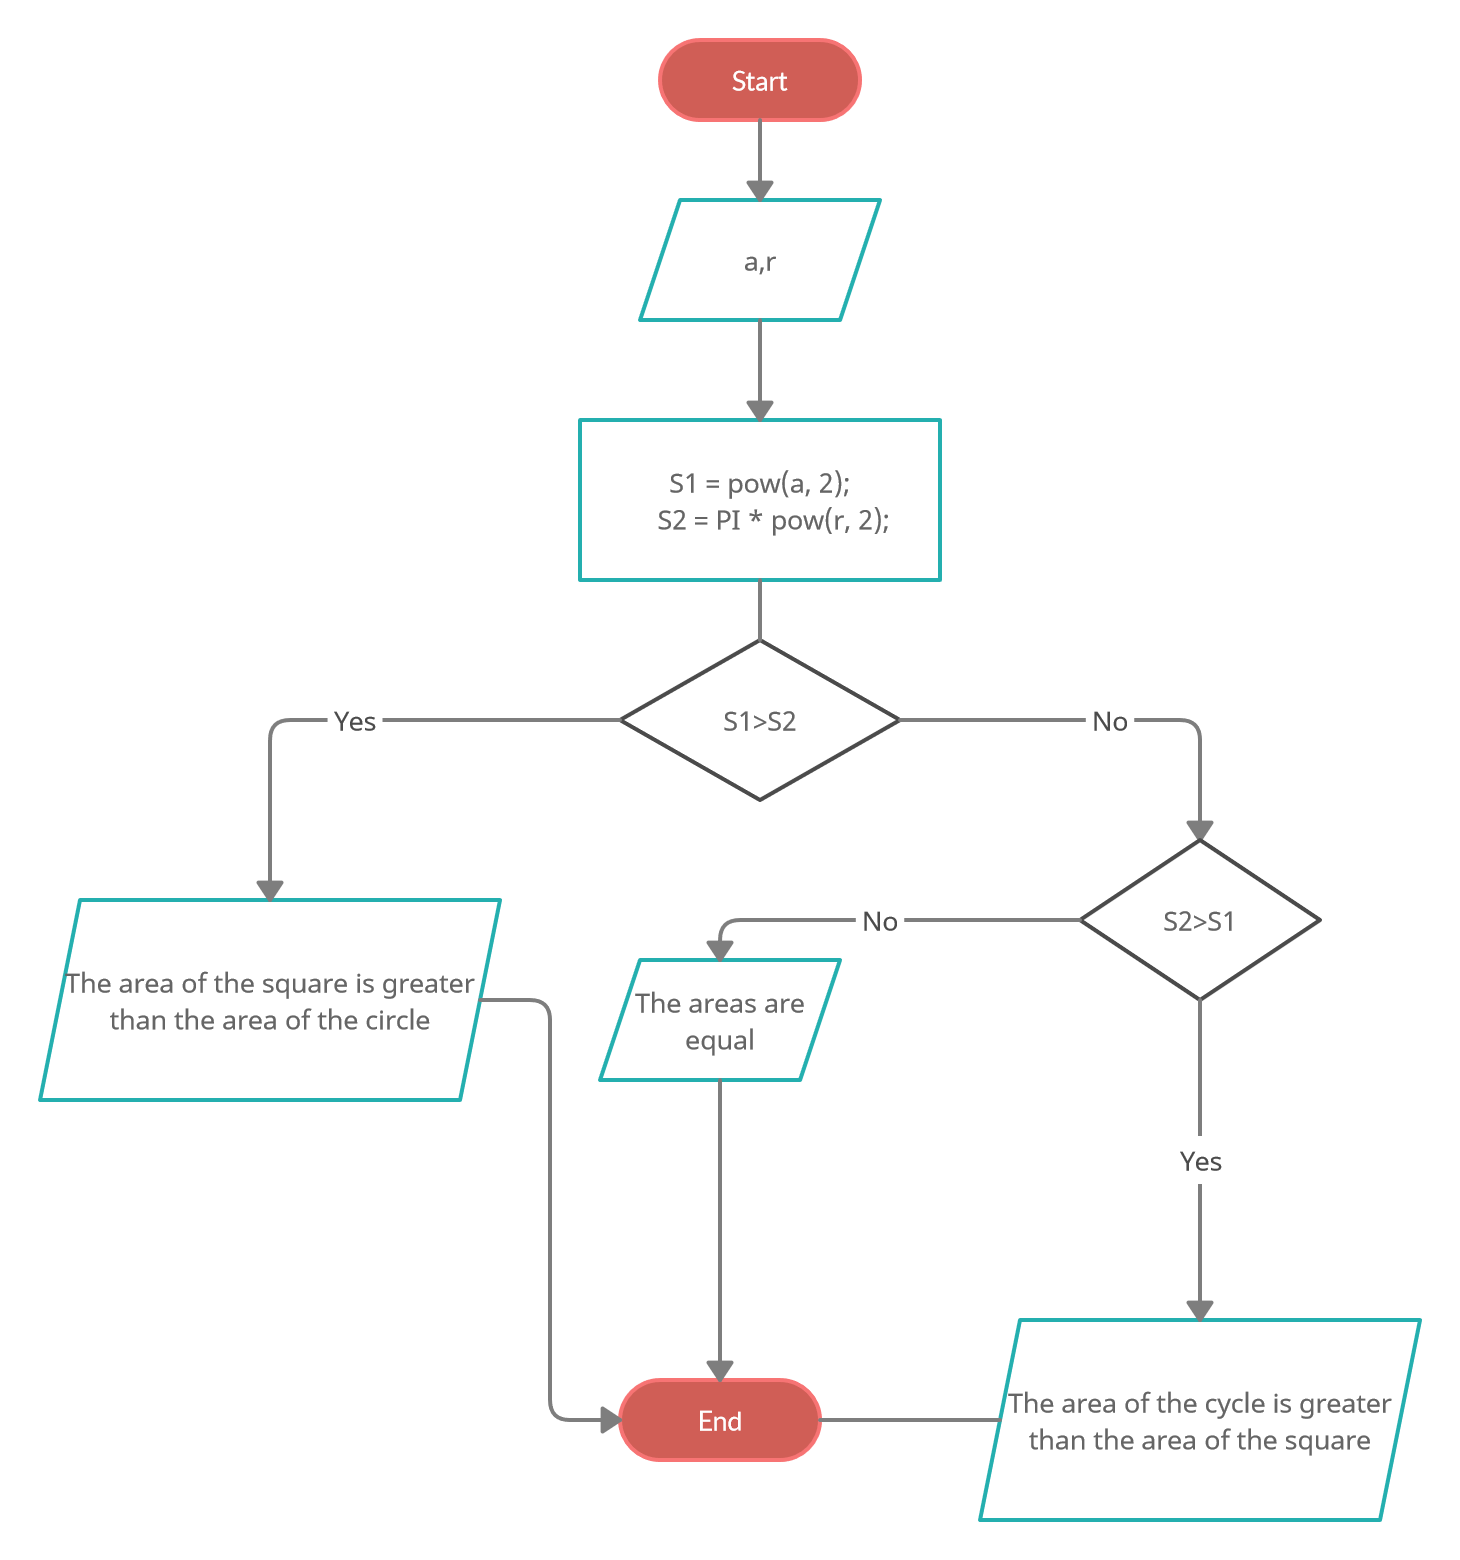 Start
a,r
S1 = pow(a, 2);
S2 = PI * pow(r, 2);
S1>S2
Yes
No
S2>S1
No
The area of the square is greater
than the area of the circle
The areas are
equal
Yes
The area of the cycle is greater
than the area of the square
End